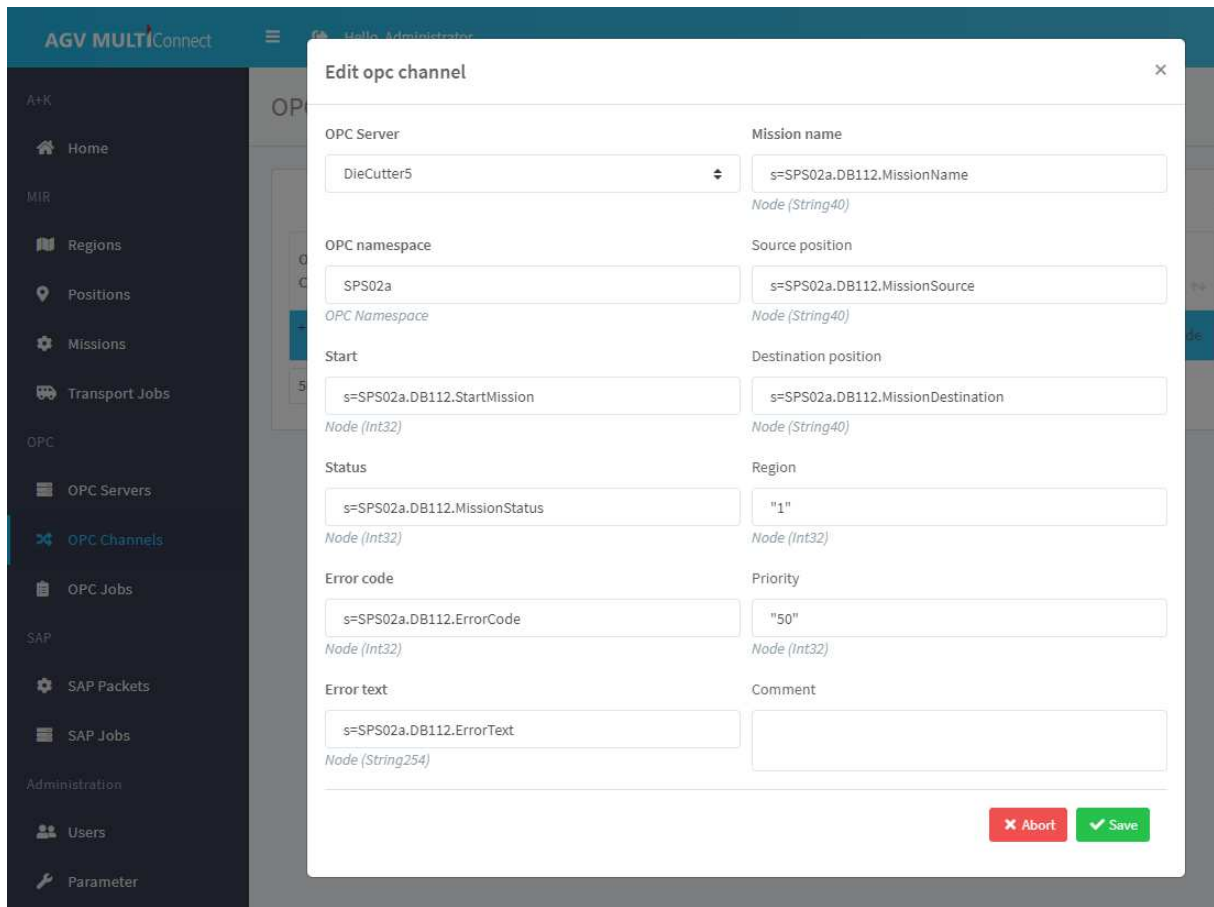 AGV MULTIConnect
Hello, Administrator
A+K
Home
MIR
Regions
Positions
Missions
Transport Jobs
OPC
OPC Servers
OPC Channels
OPC Jobs
SAP
SAP Packets
SAP Jobs
Administration
Users
Parameter
Edit opc channel
×
OPC Server
DieCutter5
OPC namespace
SPS02a
OPC Namespace
Start
s=SPS02a.DB112.StartMission
Node (Int32)
Status
s=SPS02a.DB112.MissionStatus
Node (Int32)
Error code
s=SPS02a.DB112.ErrorCode
Node (Int32)
Error text
s=SPS02a.DB112.ErrorText
Node (String254)
Mission name
s=SPS02a.DB112.MissionName
Node (String40)
Source position
s=SPS02a.DB112.MissionSource
Node (String40)
Destination position
s=SPS02a.DB112.MissionDestination
Node (String40)
Region
"1"
Node (Int32)
Priority
"50"
Node (Int32)
Comment
Abort
Save